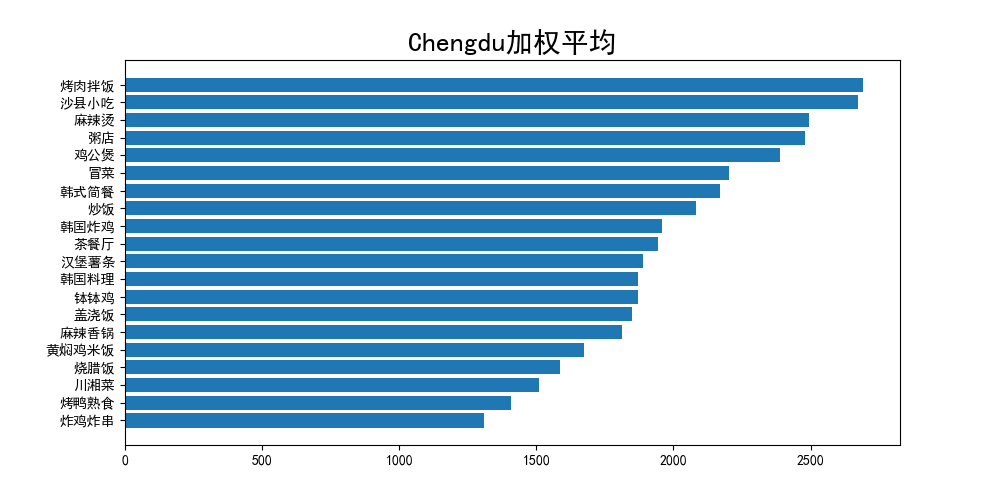 Chengdu加权平均
烤肉拌饭
沙县小吃
麻辣烫
粥店
鸡公煲
冒菜
韩式简餐
炒饭
韩国炸鸡
茶餐厅
汉堡薯条
韩国料理
钵钵鸡
盖浇饭
麻辣香锅
黄焖鸡米饭
烧腊饭
川湘菜
烤鸭熟食
炸鸡炸串
0 500 1000 1500 2000 2500